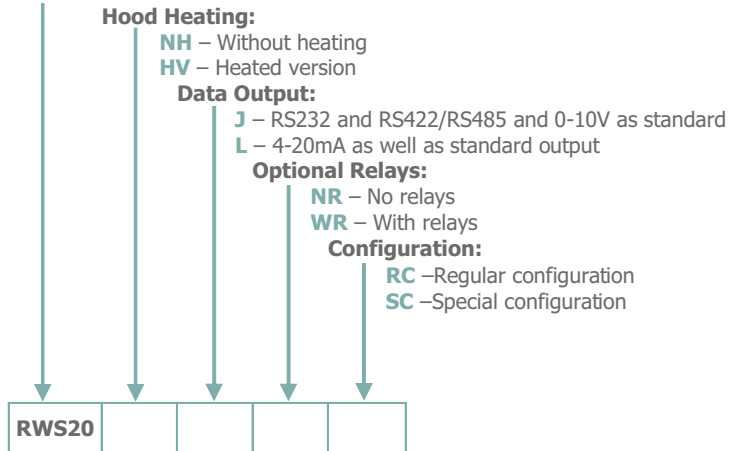 Hood Heating:
NH – Without heating
HV – Heated version
Data Output:
J – RS232 and RS422/RS485 and 0-10V as standard
L – 4-20mA as well as standard output
Optional Relays:
NR – No relays
WR – With relays
Configuration:
RC –Regular configuration
SC –Special configuration
RWS20